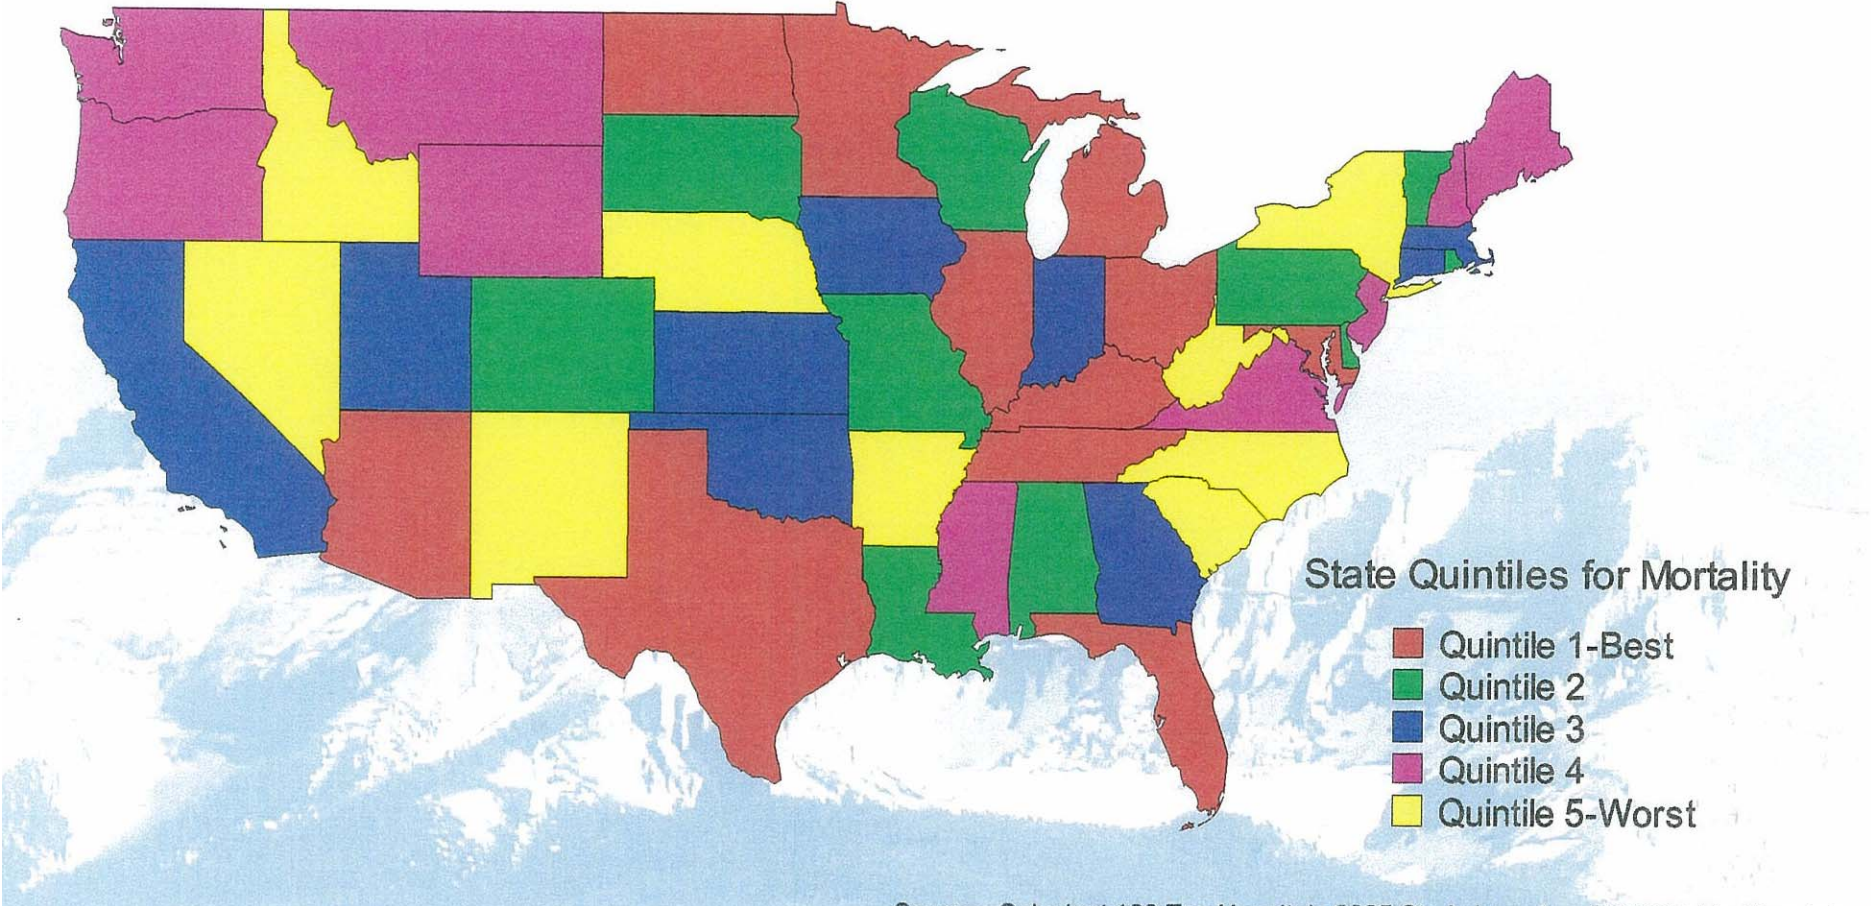 State Quintiles for Mortality
Quintile 1-Best
Quintile 2
Quintile 3
Quintile 4
Quintile 5-Worst